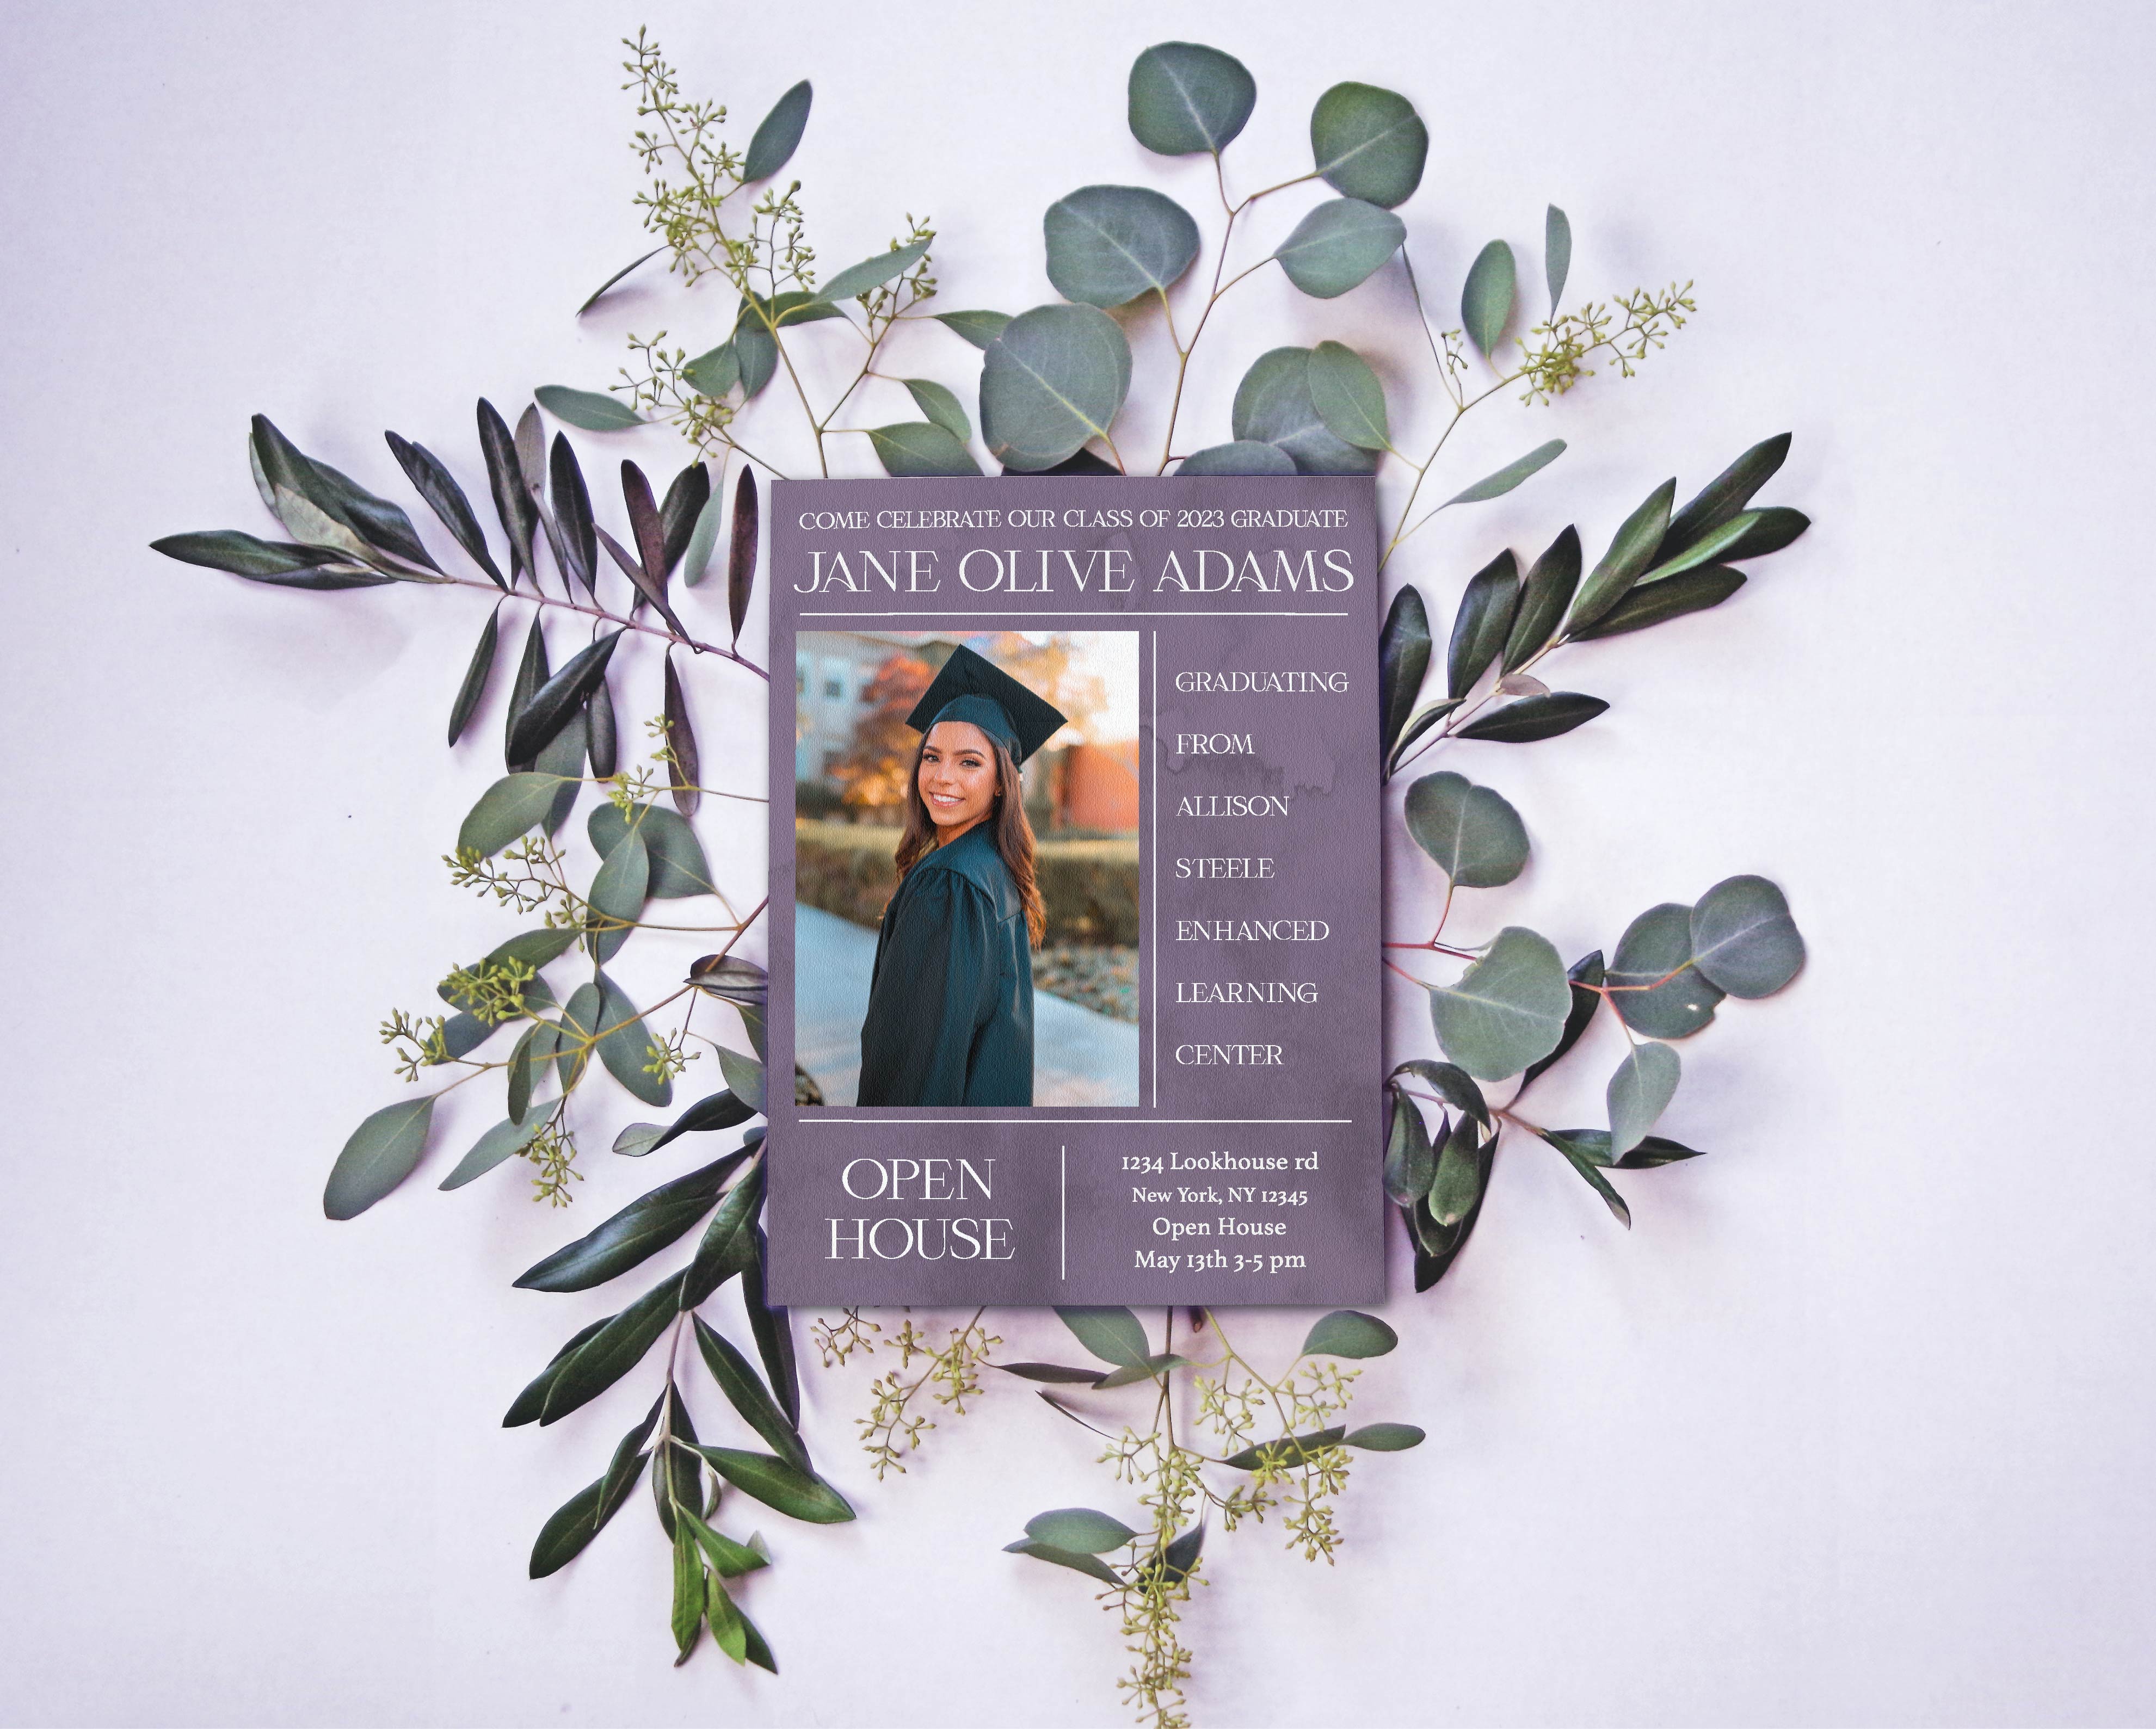 COME CELEBRATE OUR CLASS OF 2023 GRADUATE
JANE OLIVE ADAMS
GRADUATING
FROM
ALLISON
STEELE
ENHANCED
LEARNING
CENTER
OPEN
HOUSE
1234 Lookhouse rd
New York, NY 12345
Open House
May 13th 3-5 pm